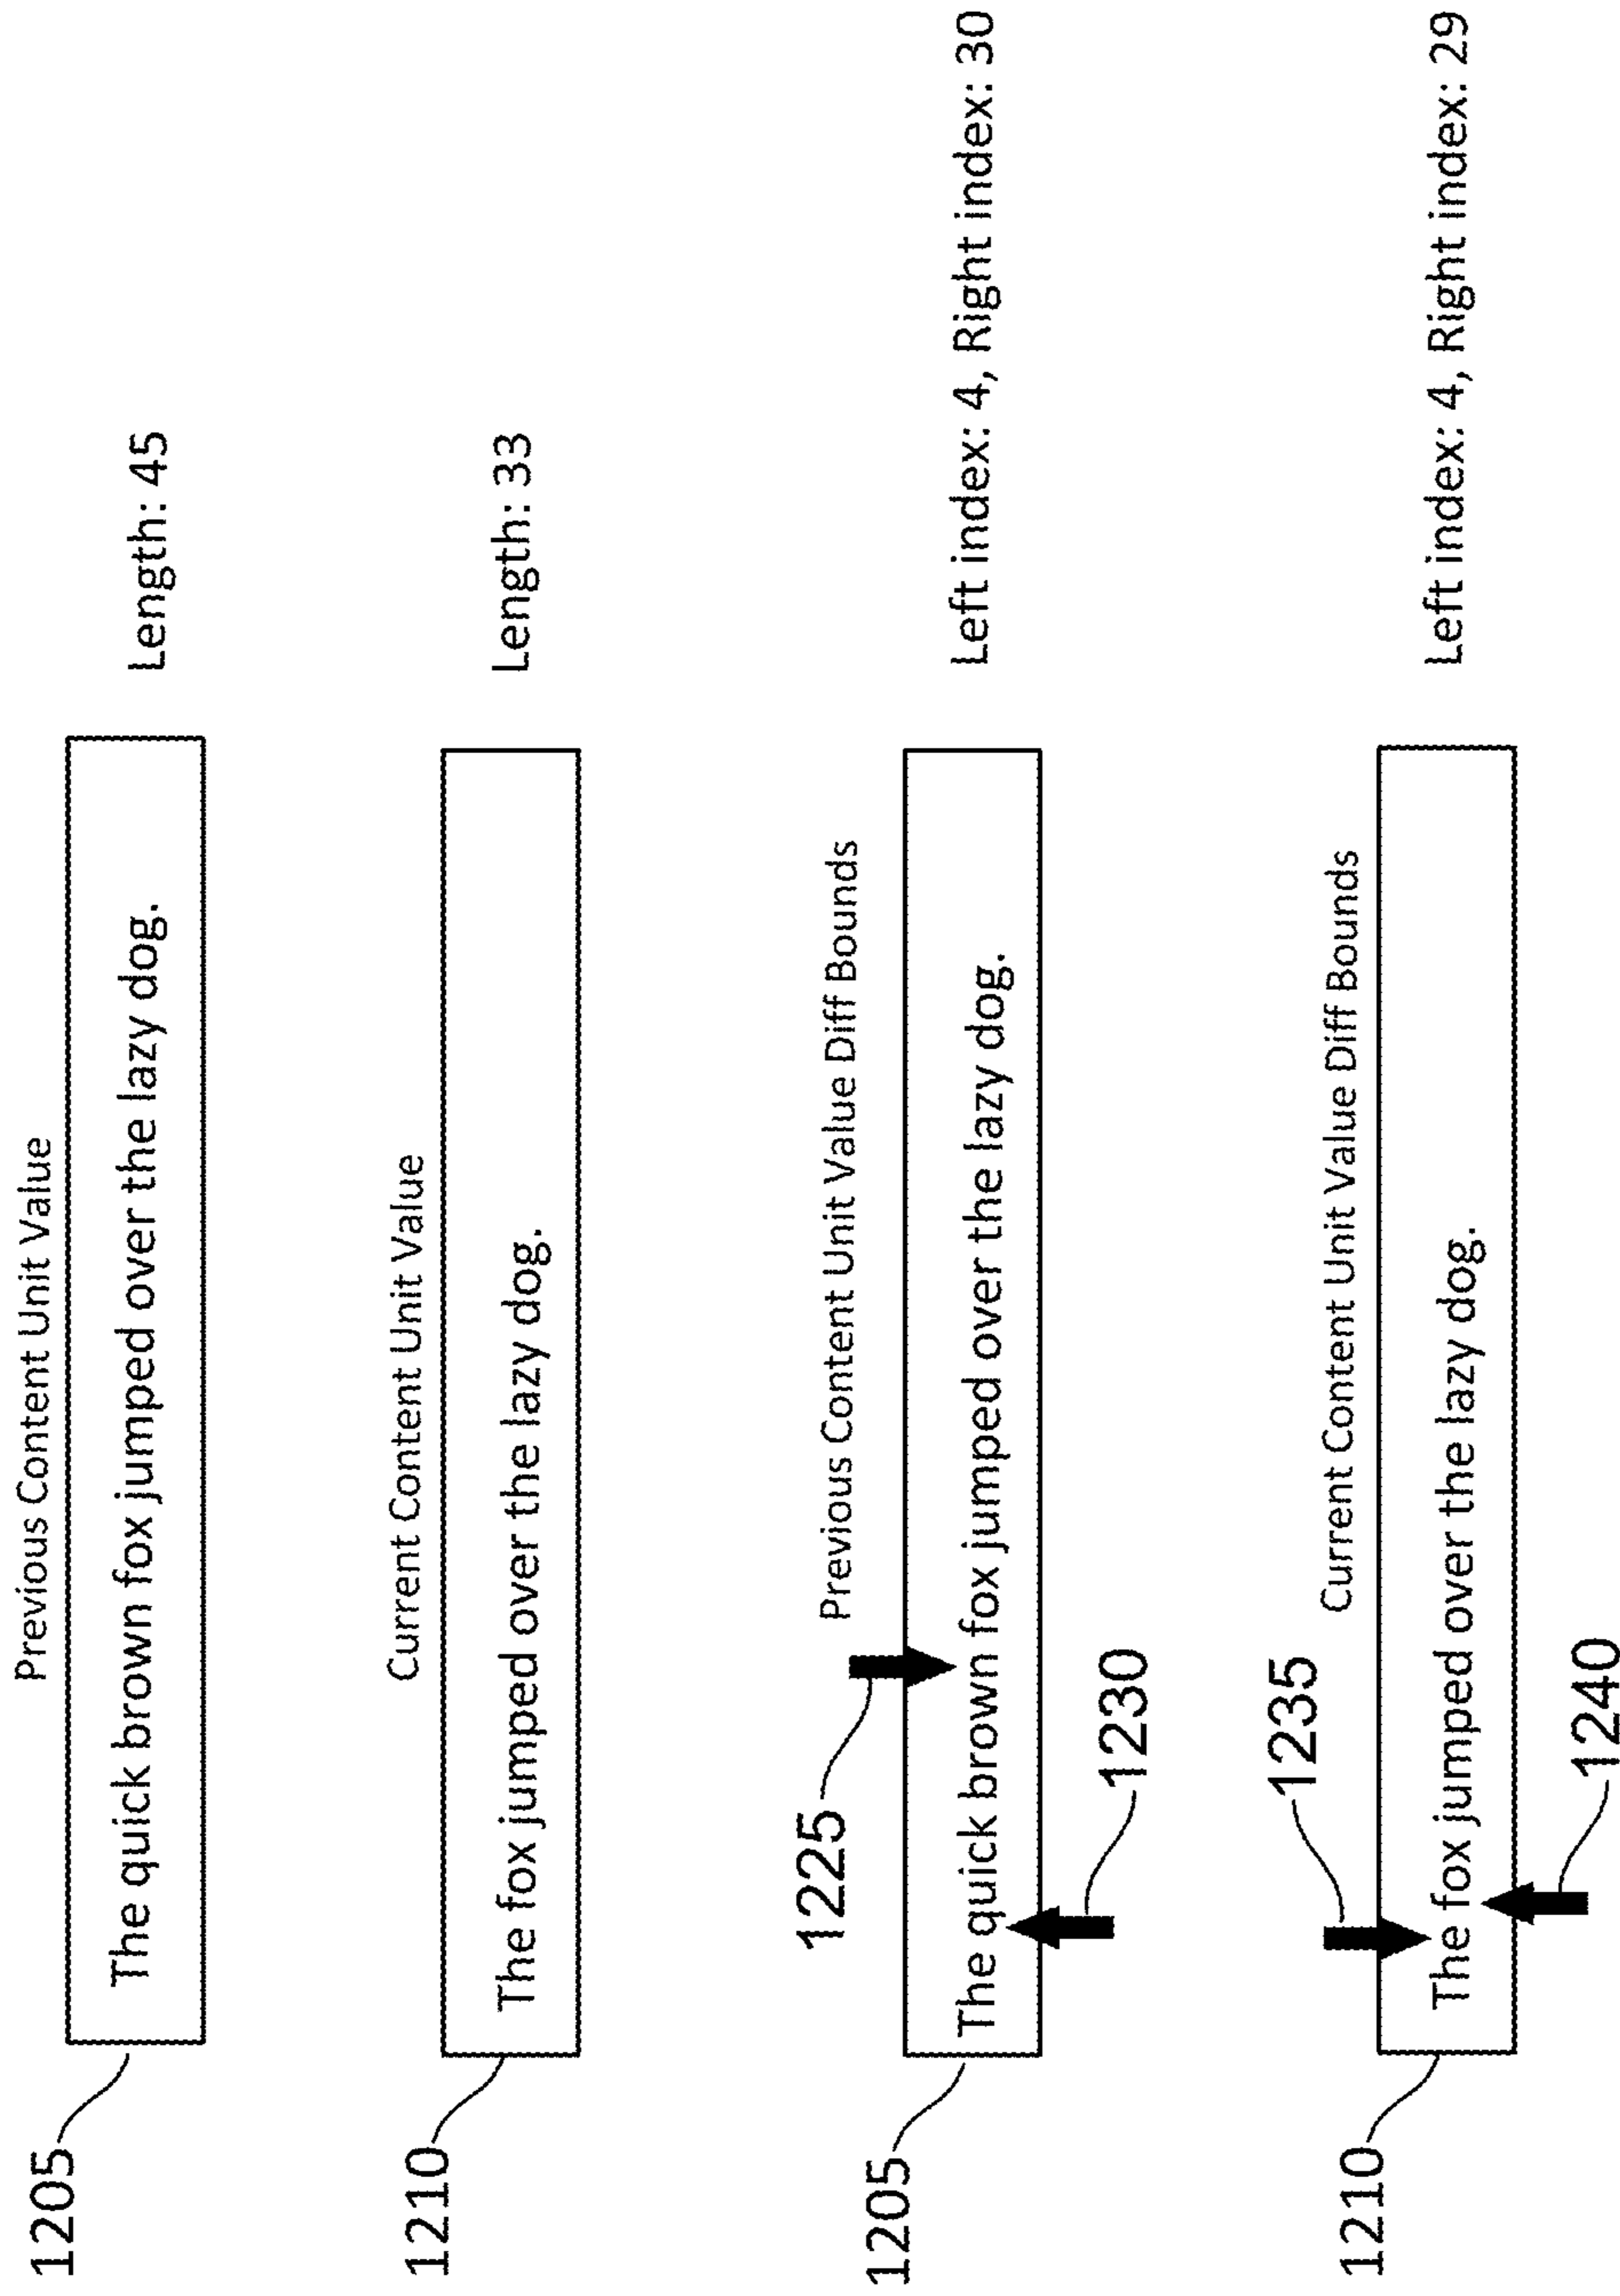 Previous Content Unit Value
1205
The quick brown fox jumped over the lazy dog.
Length: 45
Current Content Unit Value
1210
The fox jumped over the lazy dog.
Length: 33
1225
Previous Content Unit Value Diff Bounds
1205
The quick brown fox jumped over the lazy dog.
Left index: 4, Right index: 30
1230
1235
Current Content Unit Value Diff Bounds
1210
The fox jumped over the lazy dog.
Left index: 4, Right index: 29
1240